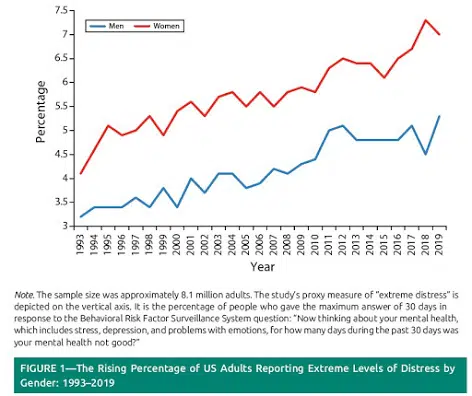 7.5
Men Women
7
6.5
6
5.5
5
4.5
4
3.5
3
Percentage
1993 1994 1995 1996 1997 1998 1999 2000 2001 2002 2003 2004 2005 2006 2007 2008 2009 2010 2011 2012 2013 2014 2015 2016 2017 2018 2019
Year
Note. The sample size was approximately 8.1 million adults. The study's proxy measure of "extreme distress" is
depicted on the vertical axis. It is the percentage of people who gave the maximum answer of 30 days in
response to the Behavioral Risk Factor Surveillance System question: "Now thinking about your mental health,
which includes stress, depression, and problems with emotions, for how many days during the past 30 days was
your mental health not good?"
FIGURE 1—The Rising Percentage of US Adults Reporting Extreme Levels of Distress by
Gender: 1993–2019